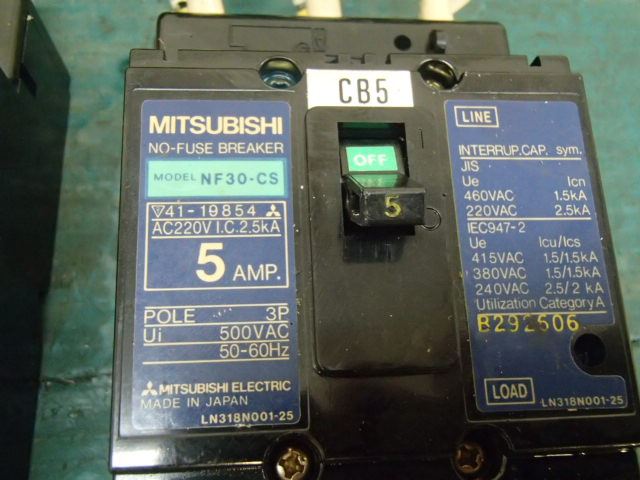 CB5
MITSUBISHI
NO-FUSE BREAKER
MODEL NF30-CS
▽41-19854
AC220V I.C.2.5kA
5 AMP.
POLE 3P
Ui 500VAC
50-60Hz
MITSUBISHI ELECTRIC
MADE IN JAPAN
LN318N001-25
OFF
5
LINE
INTERRUP.CAP. sym.
JIS
Ue Icn
460VAC 1.5kA
220VAC 2.5kA
IEC947-2
Ue Icu/Ics
415VAC 1.5/1.5kA
380VAC 1.5/1.5kA
240VAC 2.5/2 kA
Utilization Category A
B292506
LOAD
LN318N001-25